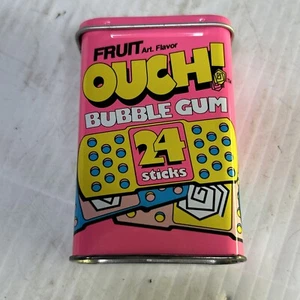 FRUIT Art. Flavor
OUCH!
BUBBLE GUM
24
sticks